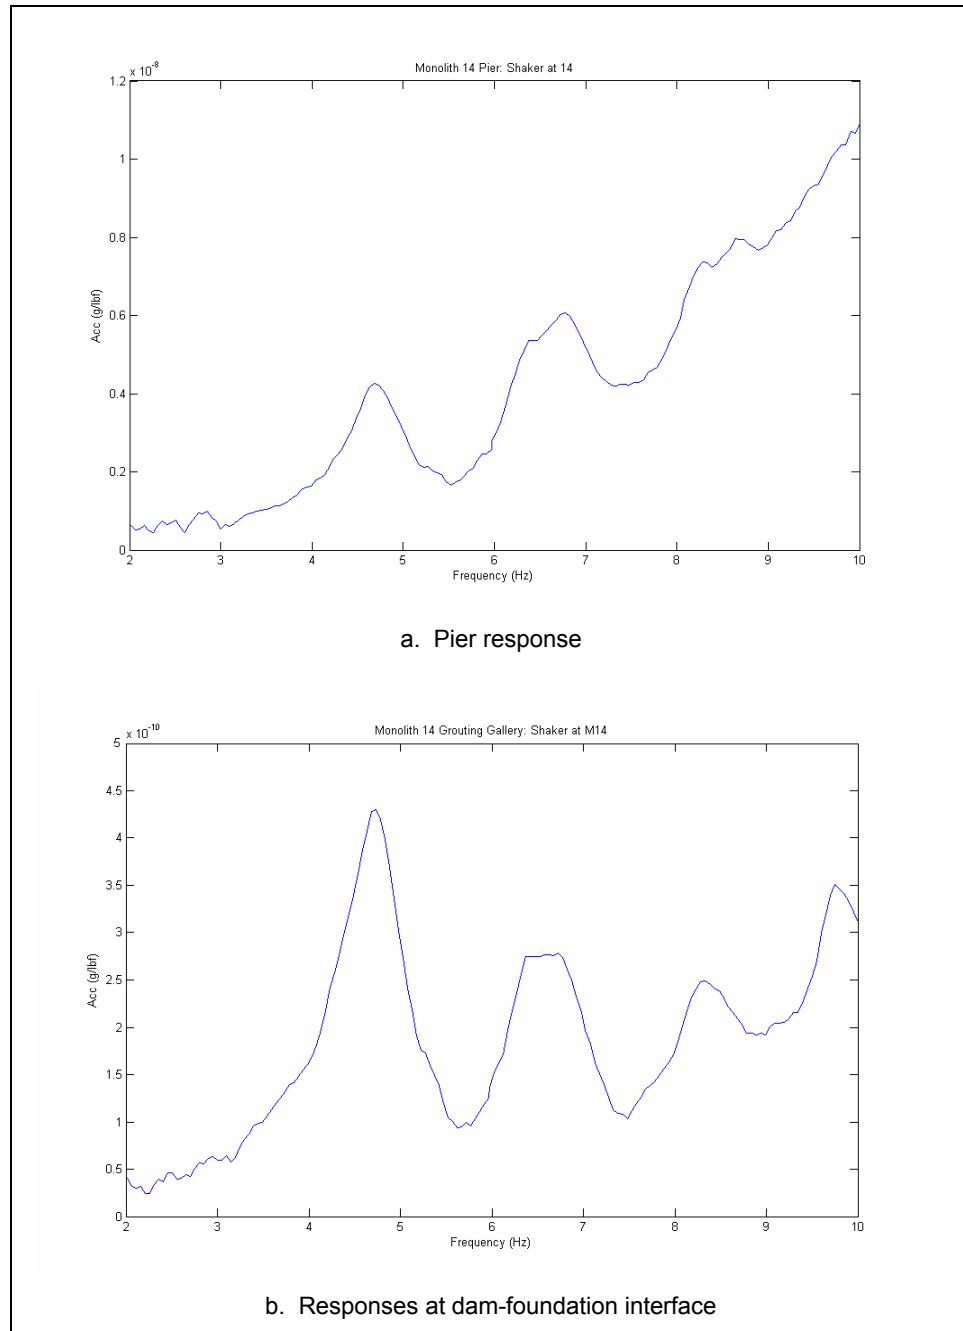 x 10^-8
Monolith 14 Pier: Shaker at 14
1.2
1
0.8
0.6
0.4
0.2
0
Acc (g/lbf)
2 3 4 5 6 7 8 9 10
Frequency (Hz)
a. Pier response
x 10^-10
Monolith 14 Grouting Gallery: Shaker at M14
5
4.5
4
3.5
3
2.5
2
1.5
1
0.5
0
Acc (g/lbf)
2 3 4 5 6 7 8 9 10
Frequency (Hz)
b. Responses at dam-foundation interface